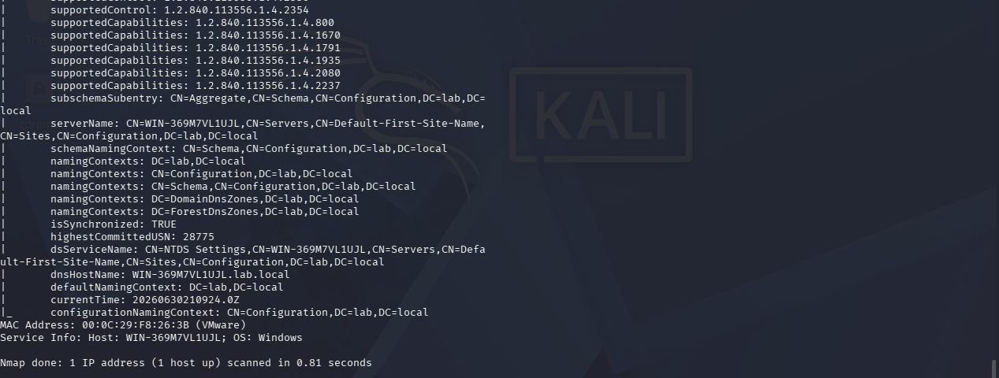 |       supportedControl: 1.2.840.113556.1.4.2354
|       supportedCapabilities: 1.2.840.113556.1.4.800
|       supportedCapabilities: 1.2.840.113556.1.4.1670
|       supportedCapabilities: 1.2.840.113556.1.4.1791
|       supportedCapabilities: 1.2.840.113556.1.4.1935
|       supportedCapabilities: 1.2.840.113556.1.4.2080
|       supportedCapabilities: 1.2.840.113556.1.4.2237
|       subschemaSubentry: CN=Aggregate,CN=Schema,CN=Configuration,DC=lab,DC=
local
|       serverName: CN=WIN-369M7VL1UJL,CN=Servers,CN=Default-First-Site-Name,
CN=Sites,CN=Configuration,DC=lab,DC=local
|       schemaNamingContext: CN=Schema,CN=Configuration,DC=lab,DC=local
|       namingContexts: DC=lab,DC=local
|       namingContexts: CN=Configuration,DC=lab,DC=local
|       namingContexts: CN=Schema,CN=Configuration,DC=lab,DC=local
|       namingContexts: DC=DomainDnsZones,DC=lab,DC=local
|       namingContexts: DC=ForestDnsZones,DC=lab,DC=local
|       isSynchronized: TRUE
|       highestCommittedUSN: 28775
|       dsServiceName: CN=NTDS Settings,CN=WIN-369M7VL1UJL,CN=Servers,CN=Defa
ult-First-Site-Name,CN=Sites,CN=Configuration,DC=lab,DC=local
|       dnsHostName: WIN-369M7VL1UJL.lab.local
|       defaultNamingContext: DC=lab,DC=local
|       currentTime: 20260630210924.0Z
|_      configurationNamingContext: CN=Configuration,DC=lab,DC=local
MAC Address: 00:0C:29:F8:26:3B (VMware)
Service Info: Host: WIN-369M7VL1UJL; OS: Windows
Nmap done: 1 IP address (1 host up) scanned in 0.81 seconds
KALI